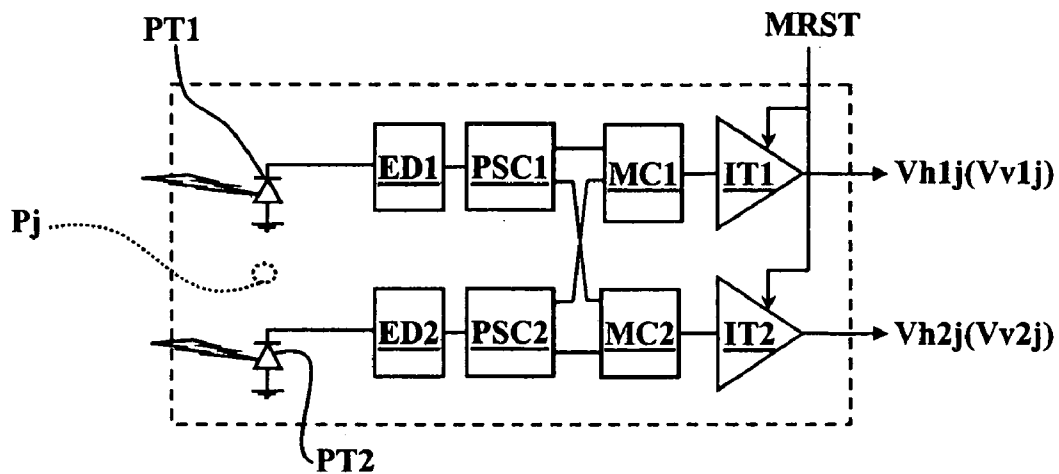 PT1
MRST
ED1
PSC1
MC1
IT1
Vh1j(Vv1j)
Pj
ED2
PSC2
MC2
IT2
Vh2j(Vv2j)
PT2